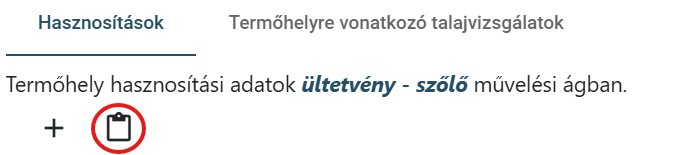 Hasznosítások Termőhelyre vonatkozó talajvizsgálatok
Termőhely hasznosítási adatok ültetvény - szőlő művelési ágban.